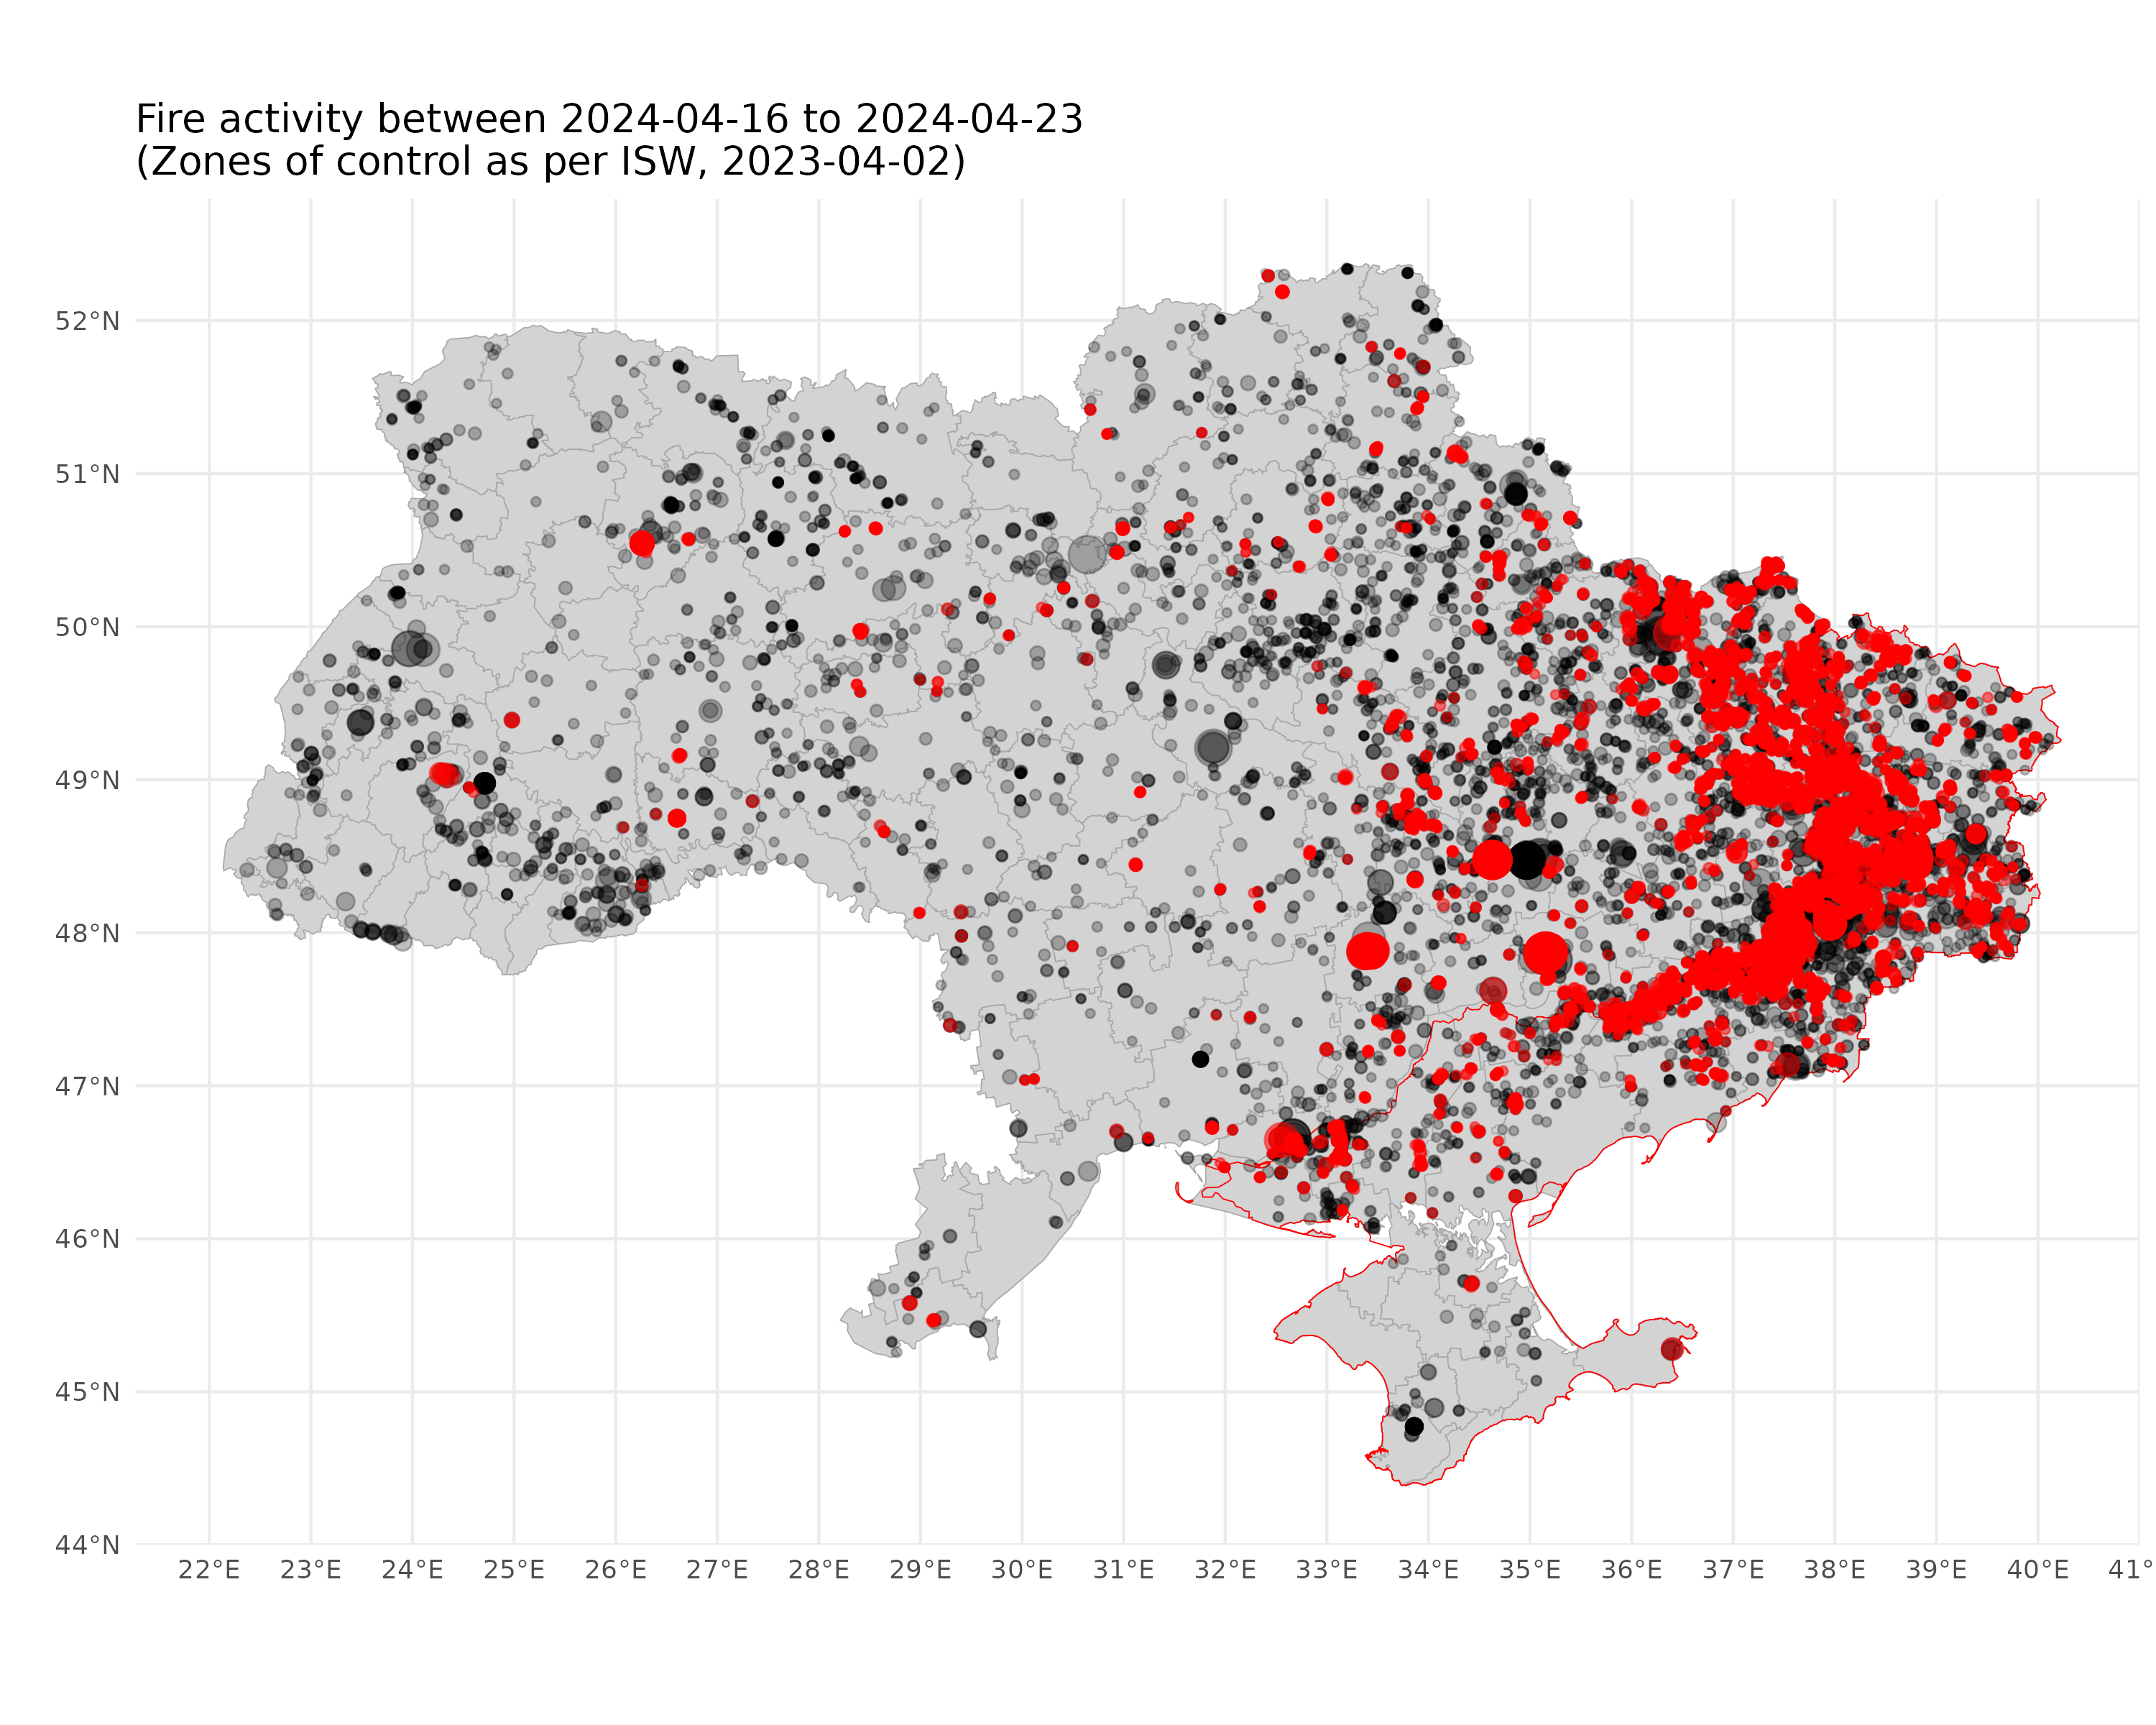 Fire activity between 2024-04-16 to 2024-04-23
(Zones of control as per ISW, 2023-04-02)
52°N
51°N
50°N
49°N
48°N
47°N
46°N
45°N
44°N
22°E 23°E 24°E 25°E 26°E 27°E 28°E 29°E 30°E 31°E 32°E 33°E 34°E 35°E 36°E 37°E 38°E 39°E 40°E 41°